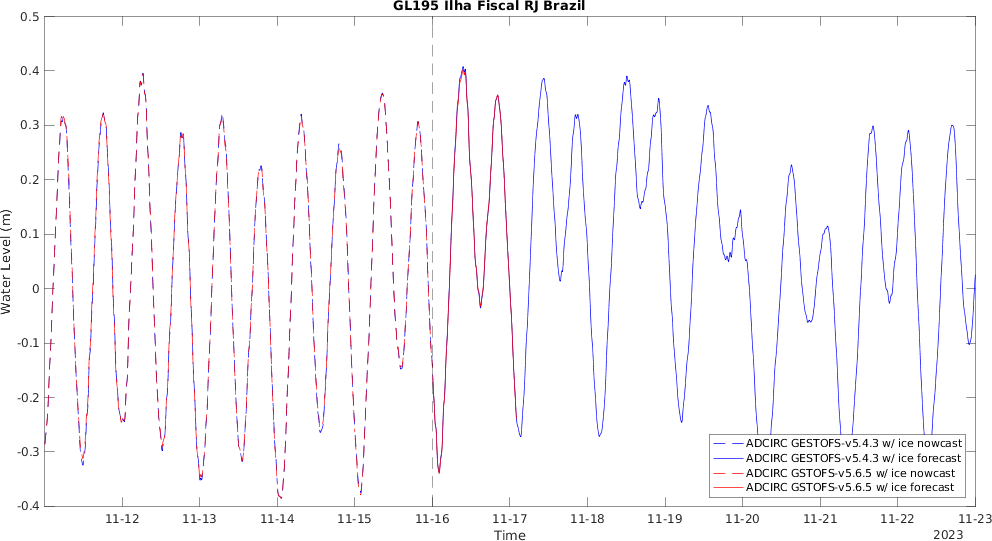 GL195 Ilha Fiscal RJ Brazil
0.5
0.4
0.3
0.2
0.1
0
-0.1
-0.2
-0.3
-0.4
Water Level (m)
ADCIRC GESTOFS-v5.4.3 w/ ice nowcast
ADCIRC GESTOFS-v5.4.3 w/ ice forecast
ADCIRC GSTOFS-v5.6.5 w/ ice nowcast
ADCIRC GSTOFS-v5.6.5 w/ ice forecast
11-12 11-13 11-14 11-15 11-16 11-17 11-18 11-19 11-20 11-21 11-22 11-23
Time
2023